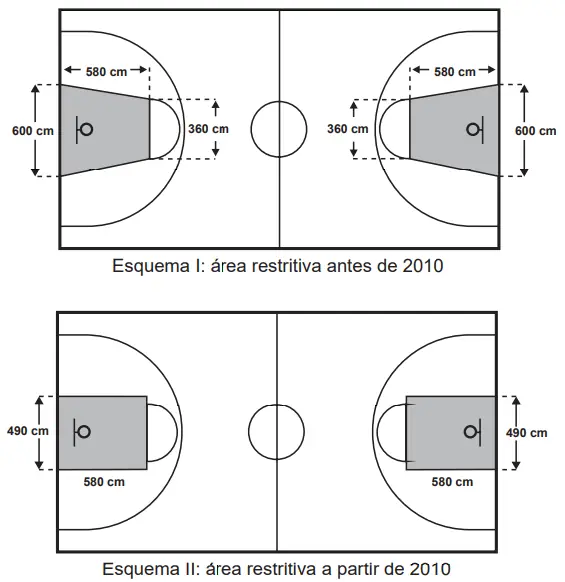 580 cm
580 cm
600 cm
360 cm
360 cm
600 cm
Esquema I: área restritiva antes de 2010
490 cm
490 cm
580 cm
580 cm
Esquema II: área restritiva a partir de 2010